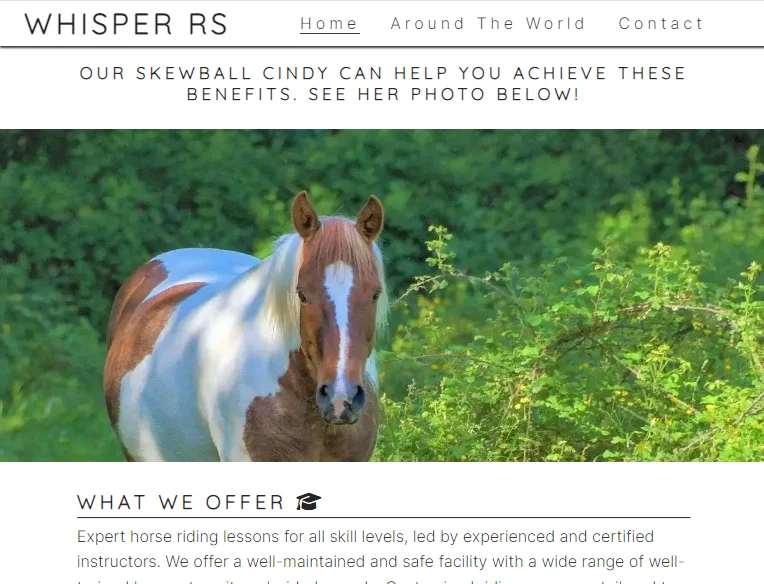 WHISPER RS
Home
Around The World
Contact
OUR SKEWBALL CINDY CAN HELP YOU ACHIEVE THESE
BENEFITS. SEE HER PHOTO BELOW!
WHAT WE OFFER
Expert horse riding lessons for all skill levels, led by experienced and certified
instructors. We offer a well-maintained and safe facility with a wide range of well-